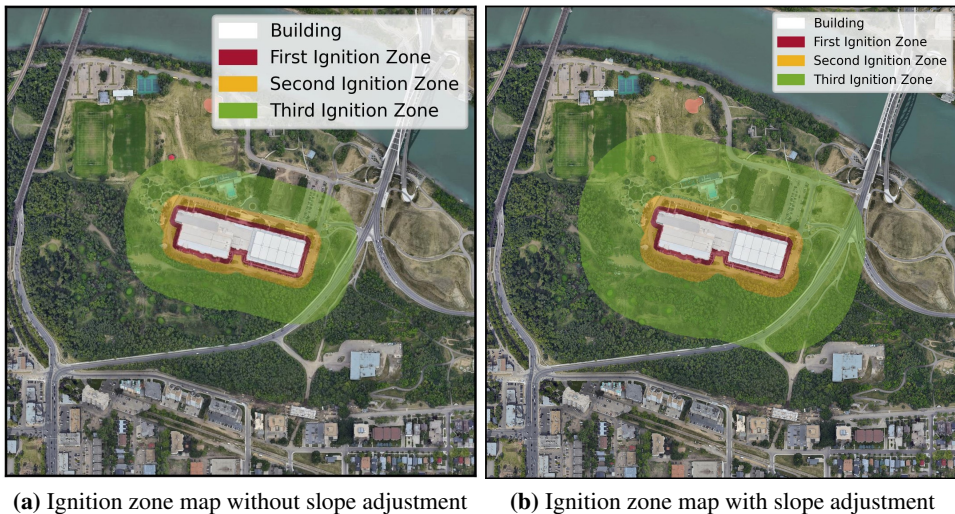 Building
First Ignition Zone
Second Ignition Zone
Third Ignition Zone
Building
First Ignition Zone
Second Ignition Zone
Third Ignition Zone
(a) Ignition zone map without slope adjustment
(b) Ignition zone map with slope adjustment